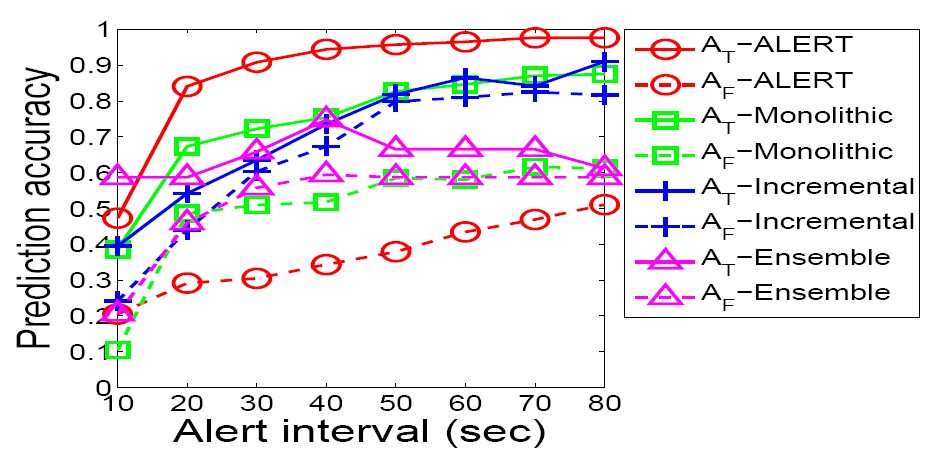 Prediction accuracy
1
0.9
0.8
0.7
0.6
0.5
0.4
0.3
0.2
0.1
0
10 20 30 40 50 60 70 80
Alert interval (sec)
A_T−ALERT
A_F−ALERT
A_T−Monolithic
A_F−Monolithic
A_T−Incremental
A_F−Incremental
A_T−Ensemble
A_F−Ensemble